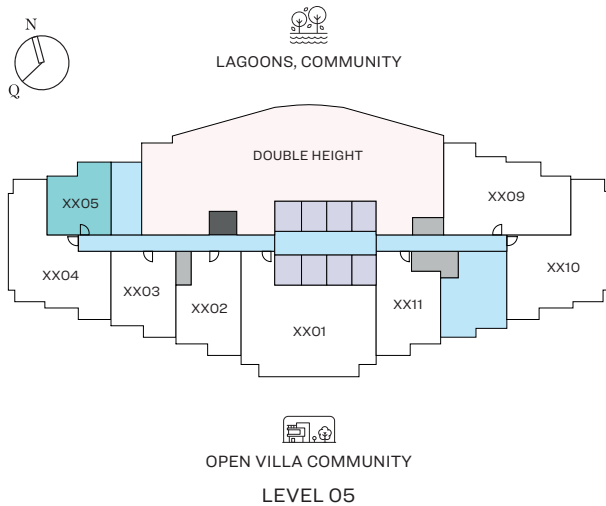 N
Q
LAGOONS, COMMUNITY
DOUBLE HEIGHT
XX05
XX09
XX04
XX03
XX02
XX01
XX11
XX10
OPEN VILLA COMMUNITY
LEVEL 05